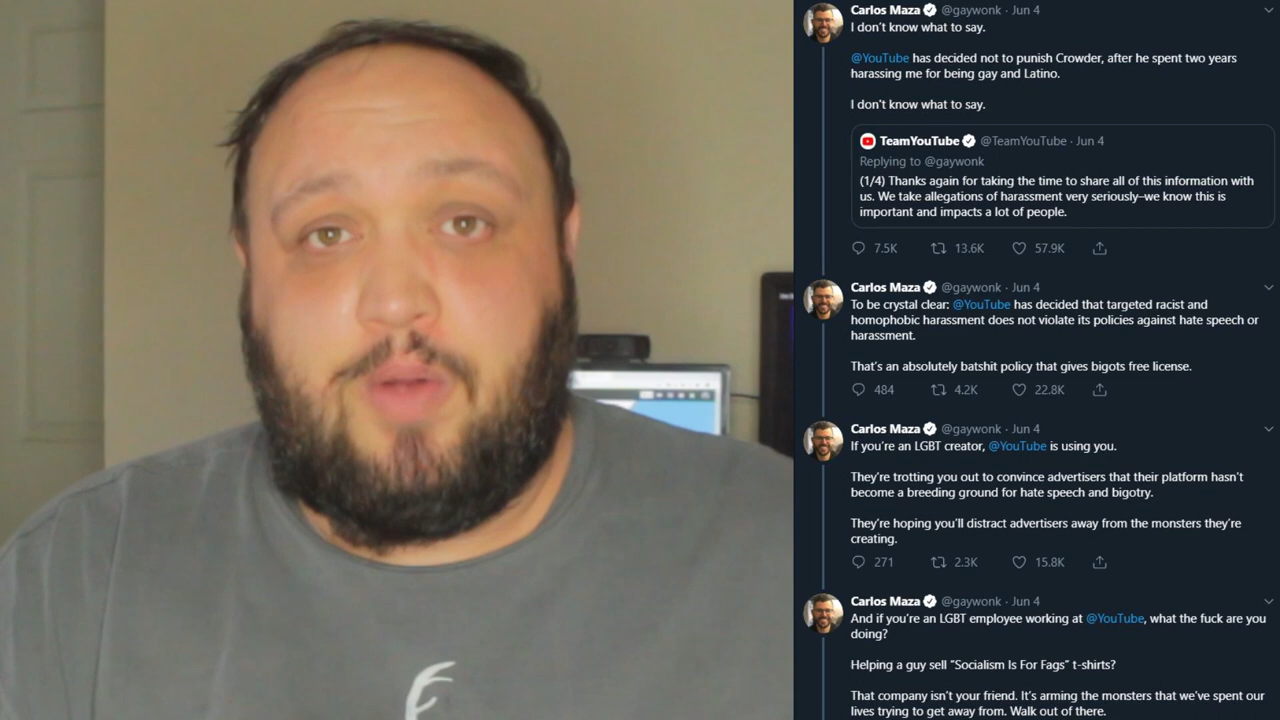 Carlos Maza @gaywonk · Jun 4
I don't know what to say.
@YouTube has decided not to punish Crowder, after he spent two years
harassing me for being gay and Latino.
I don't know what to say.
TeamYouTube @TeamYouTube · Jun 4
Replying to @gaywonk
(1/4) Thanks again for taking the time to share all of this information with
us. We take allegations of harassment very seriously–we know this is
important and impacts a lot of people.
7.5K 13.6K 57.9K
Carlos Maza @gaywonk · Jun 4
To be crystal clear: @YouTube has decided that targeted racist and
homophobic harassment does not violate its policies against hate speech or
harassment.
That's an absolutely batshit policy that gives bigots free license.
484 4.2K 22.8K
Carlos Maza @gaywonk · Jun 4
If you're an LGBT creator, @YouTube is using you.
They're trotting you out to convince advertisers that their platform hasn't
become a breeding ground for hate speech and bigotry.
They're hoping you'll distract advertisers away from the monsters they're
creating.
271 2.3K 15.8K
Carlos Maza @gaywonk · Jun 4
And if you're an LGBT employee working at @YouTube, what the fuck are you
doing?
Helping a guy sell "Socialism Is For Fags" t-shirts?
That company isn't your friend. It's arming the monsters that we've spent our
lives trying to get away from. Walk out of there.